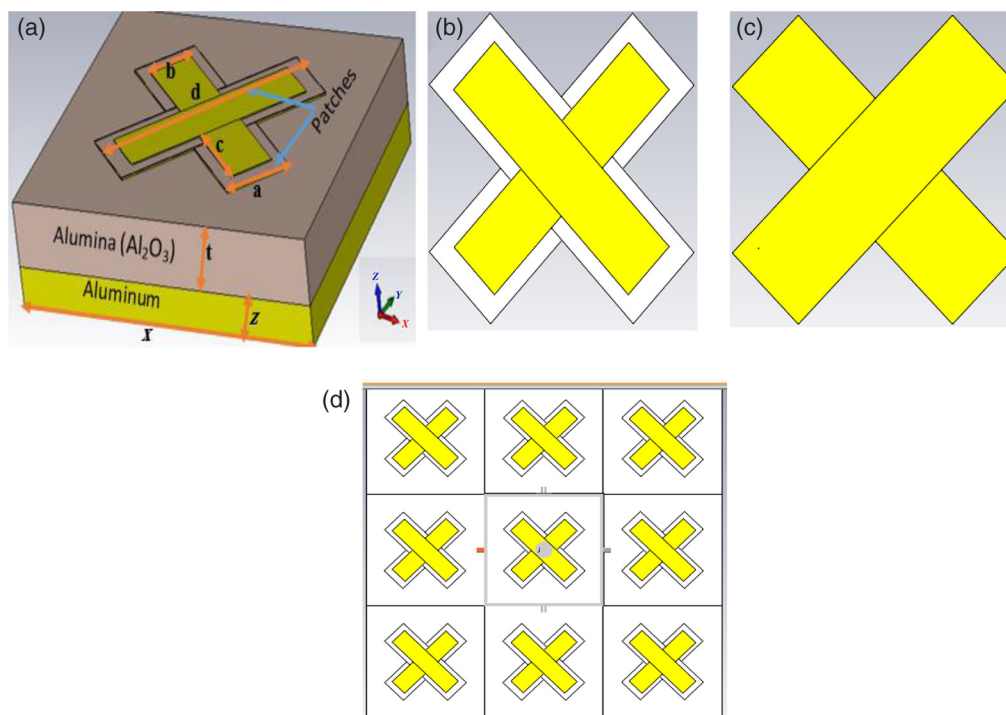 (a)
b
d
Patches
c
a
Alumina (Al₂O₃)
t
Aluminum
z
x
Z
Y
X
(b)
(c)
(d)